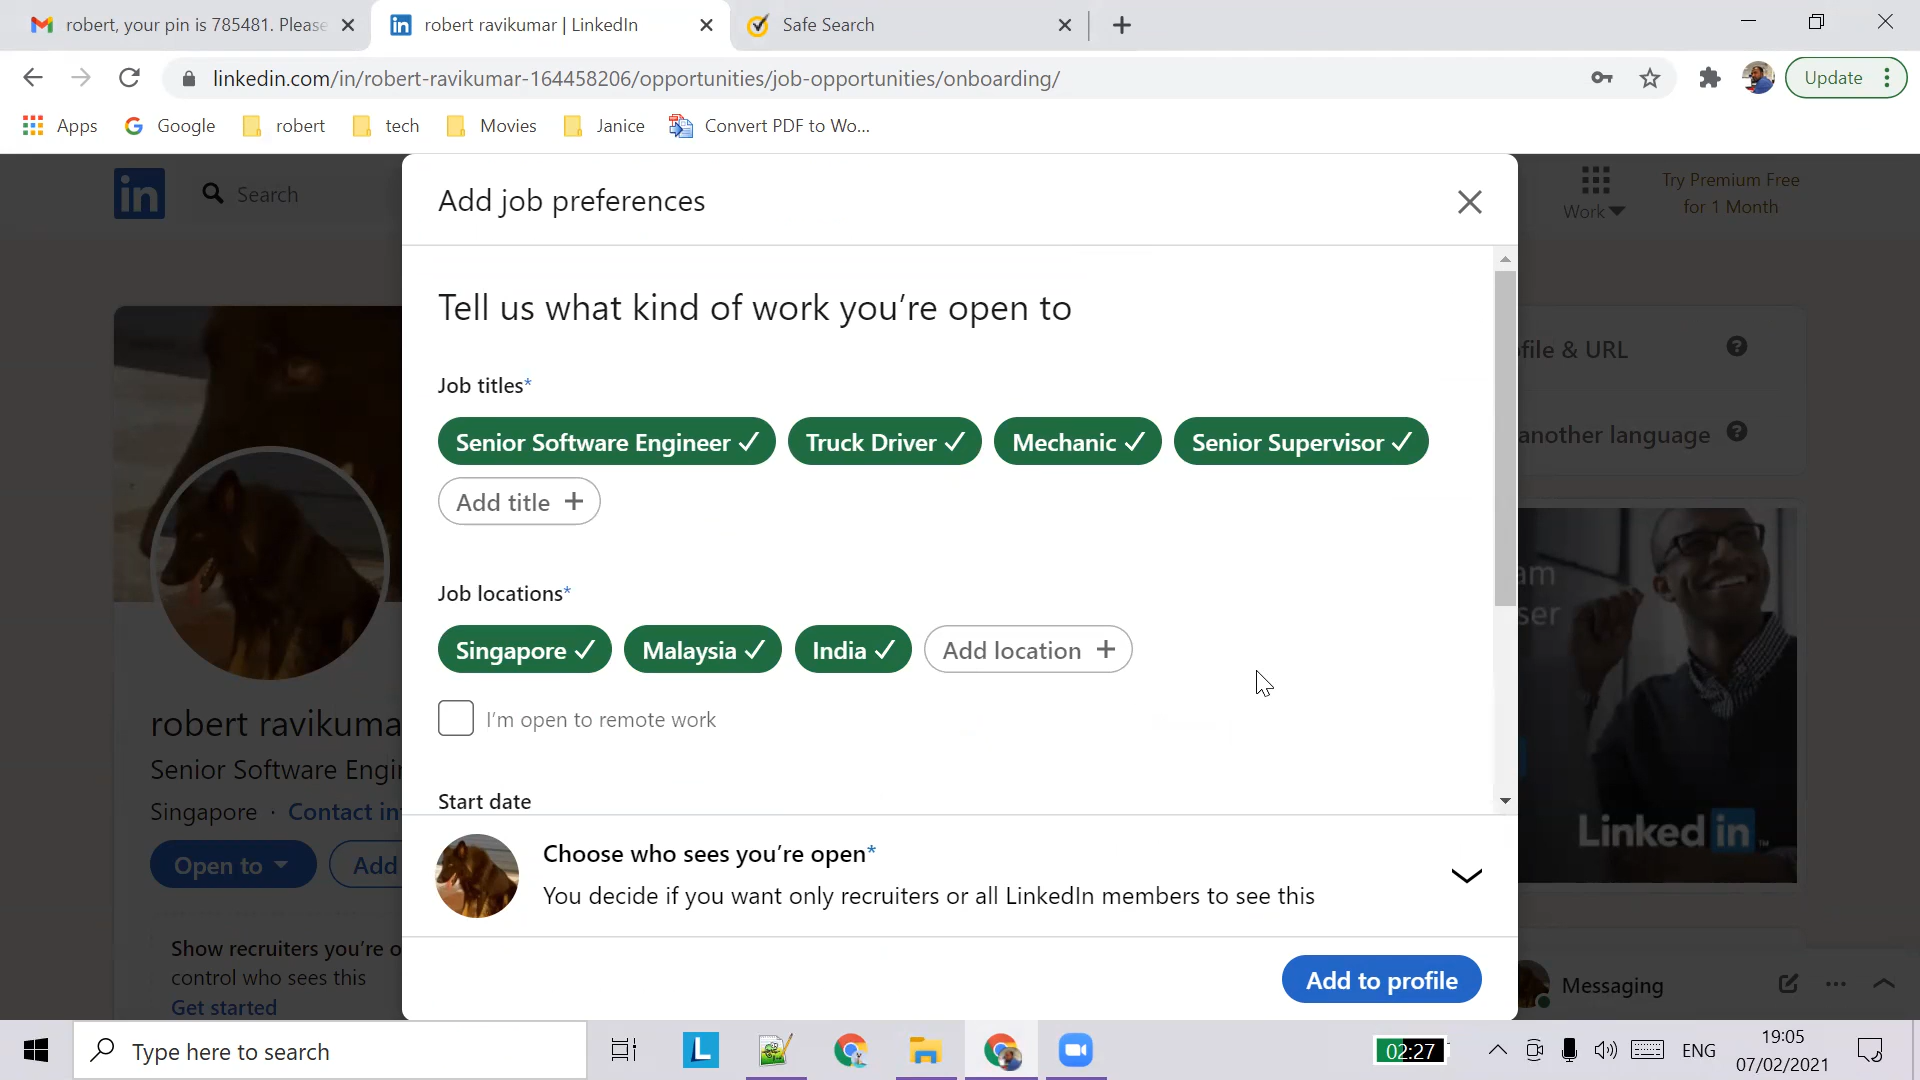 robert, your pin is 785481. Please
robert ravikumar | LinkedIn
Safe Search
linkedin.com/in/robert-ravikumar-164458206/opportunities/job-opportunities/onboarding/
Update
Apps
Google
robert
tech
Movies
Janice
Convert PDF to Wo...
in
Search
Work
Try Premium Free
for 1 Month
Add job preferences
Tell us what kind of work you're open to
Job titles*
Senior Software Engineer
Truck Driver
Mechanic
Senior Supervisor
Add title +
Job locations*
Singapore
Malaysia
India
Add location +
I'm open to remote work
Start date
Choose who sees you're open*
You decide if you want only recruiters or all LinkedIn members to see this
Add to profile
robert ravikuma
Senior Software Engi
Singapore · Contact in
Open to
Add
Show recruiters you're o
control who sees this
Get started
file & URL
another language
am
ser
Linked in
Messaging
Type here to search
L
02:27
ENG
19:05
07/02/2021